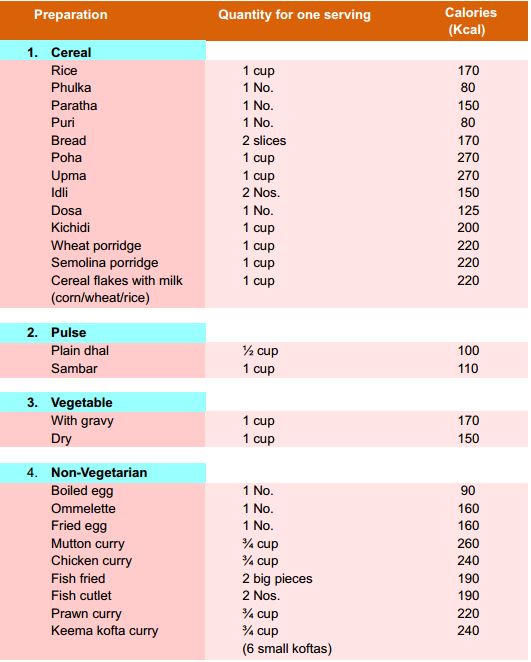 Preparation Quantity for one serving Calories
(Kcal)
1. Cereal
Rice 1 cup 170
Phulka 1 No. 80
Paratha 1 No. 150
Puri 1 No. 80
Bread 2 slices 170
Poha 1 cup 270
Upma 1 cup 270
Idli 2 Nos. 150
Dosa 1 No. 125
Kichidi 1 cup 200
Wheat porridge 1 cup 220
Semolina porridge 1 cup 220
Cereal flakes with milk 1 cup 220
(corn/wheat/rice)
2. Pulse
Plain dhal ½ cup 100
Sambar 1 cup 110
3. Vegetable
With gravy 1 cup 170
Dry 1 cup 150
4. Non-Vegetarian
Boiled egg 1 No. 90
Ommelette 1 No. 160
Fried egg 1 No. 160
Mutton curry ¾ cup 260
Chicken curry ¾ cup 240
Fish fried 2 big pieces 190
Fish cutlet 2 Nos. 190
Prawn curry ¾ cup 220
Keema kofta curry ¾ cup 240
(6 small koftas)